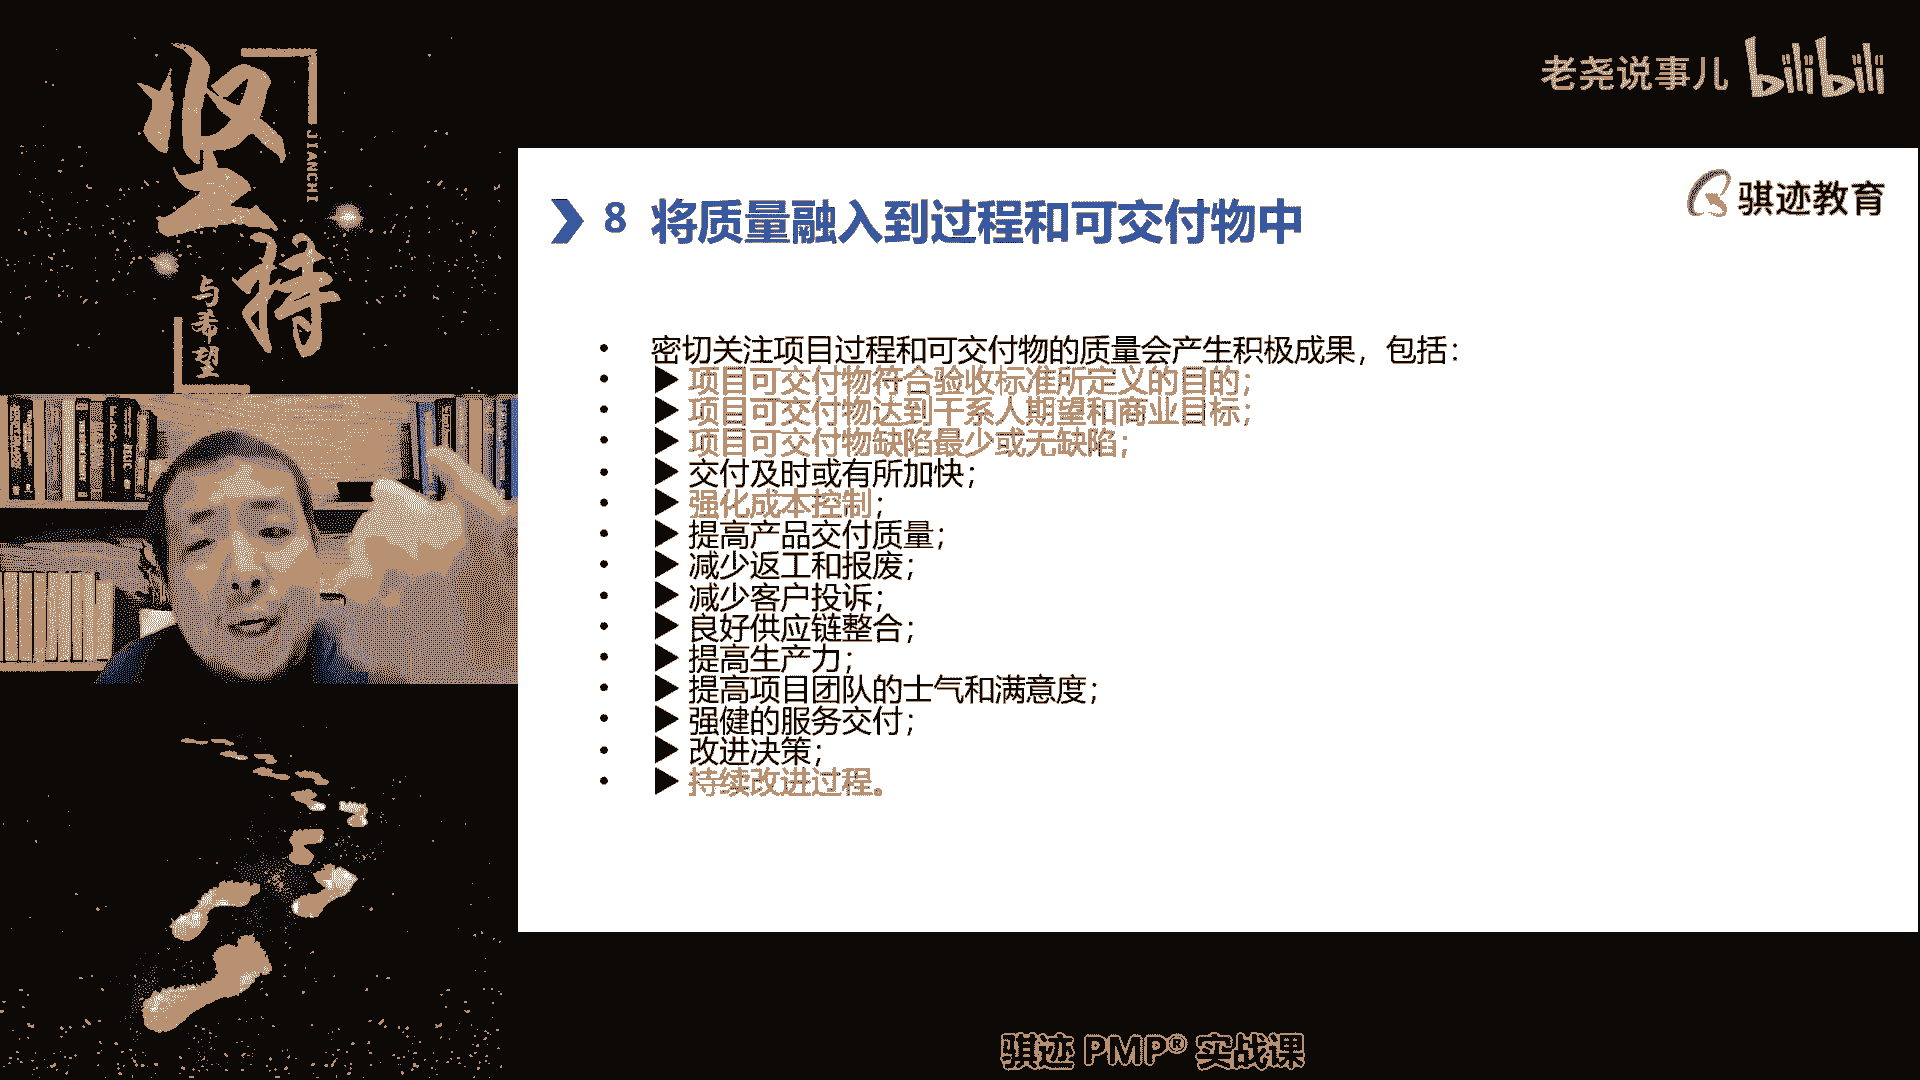 坚持
JIANCHI
与希望
老尧说事儿 bilibili
骐迹教育
8 将质量融入到过程和可交付物中
• 密切关注项目过程和可交付物的质量会产生积极成果，包括：
• ▶ 项目可交付物符合验收标准所定义的目的；
• ▶ 项目可交付物达到干系人期望和商业目标；
• ▶ 项目可交付物缺陷最少或无缺陷；
• ▶ 交付及时或有所加快；
• ▶ 强化成本控制；
• ▶ 提高产品交付质量；
• ▶ 减少返工和报废；
• ▶ 减少客户投诉；
• ▶ 良好供应链整合；
• ▶ 提高生产力；
• ▶ 提高项目团队的士气和满意度；
• ▶ 强健的服务交付；
• ▶ 改进决策；
• ▶ 持续改进过程。
骐迹 PMP® 实战课